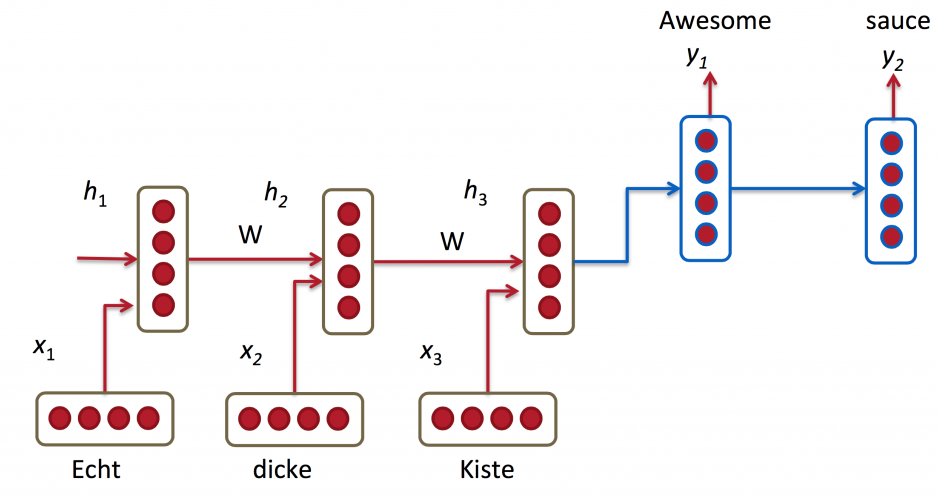 Awesome sauce
y1 y2
h1 h2 h3
W W
x1 x2 x3
Echt dicke Kiste